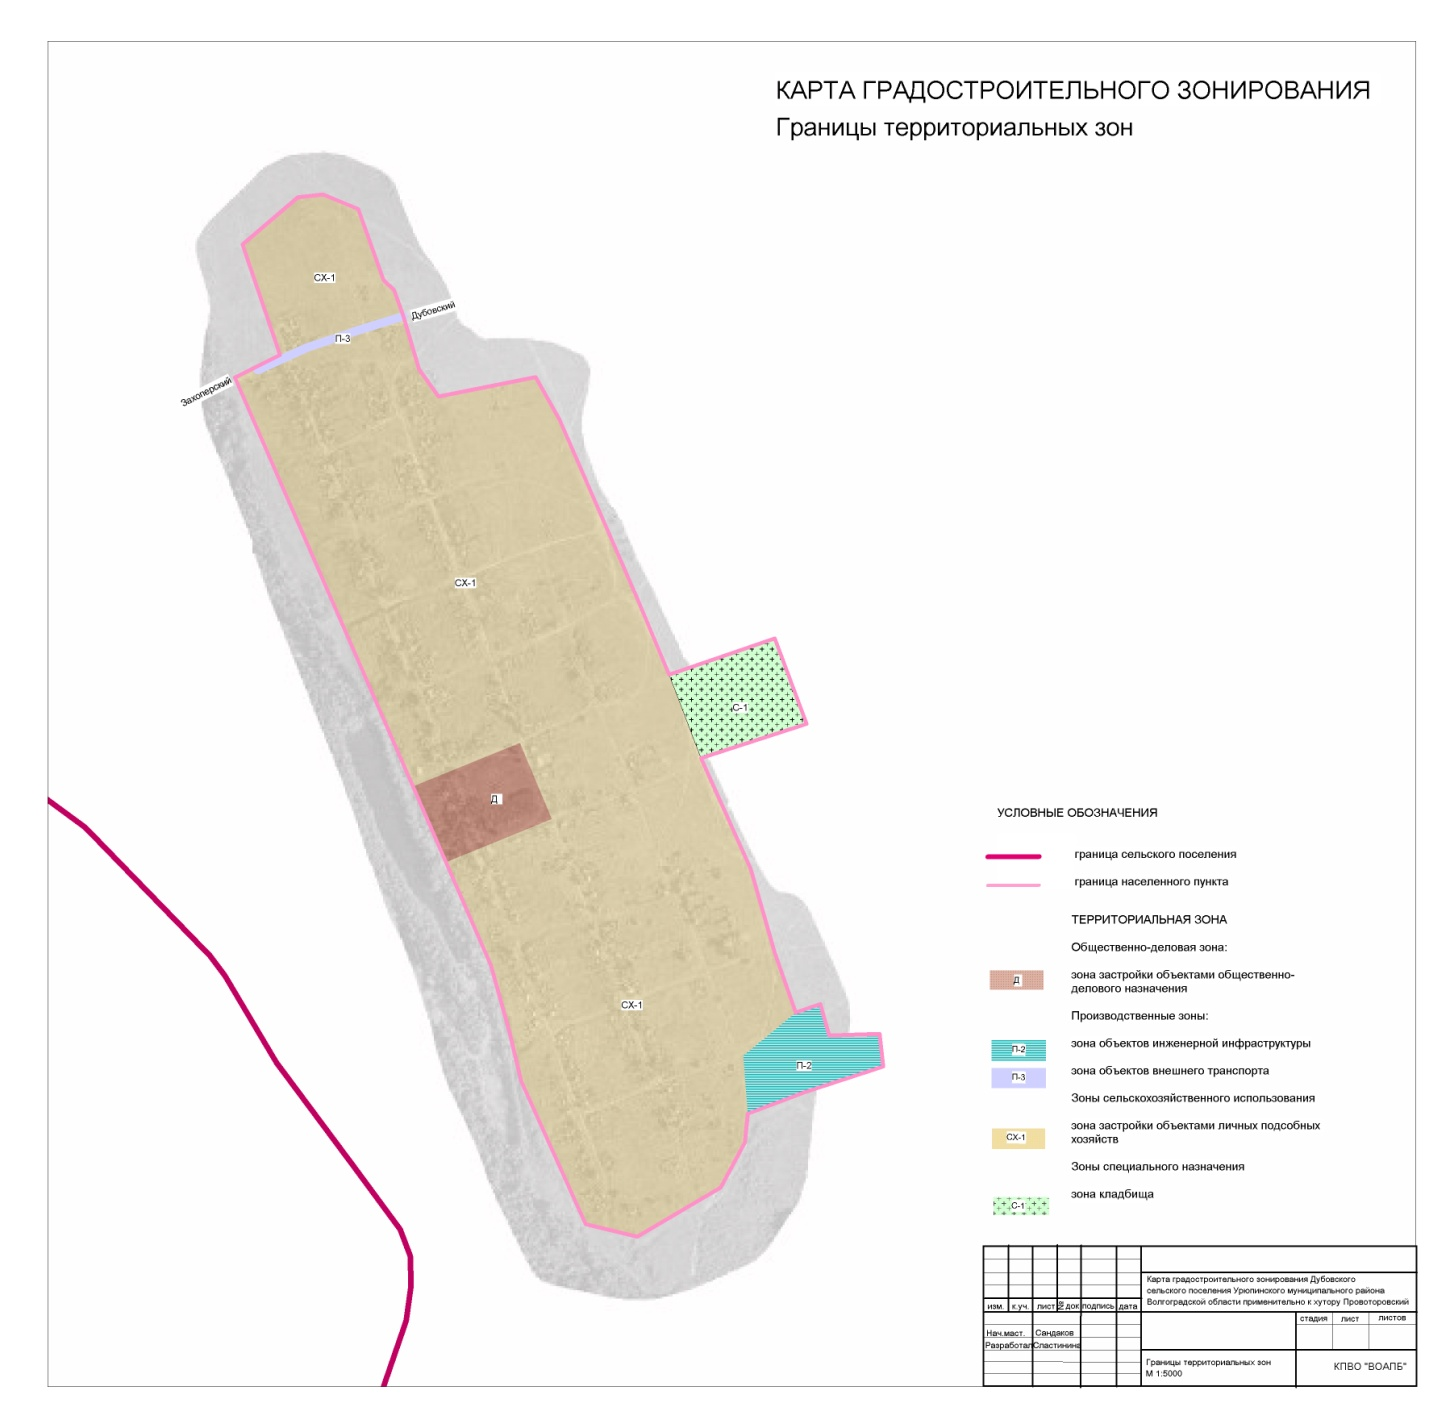 КАРТА ГРАДОСТРОИТЕЛЬНОГО ЗОНИРОВАНИЯ
Границы территориальных зон
СХ-1
Дубовский
П-3
Захоперский
СХ-1
С-1
Д
СХ-1
П-2
УСЛОВНЫЕ ОБОЗНАЧЕНИЯ
граница сельского поселения
граница населенного пункта
ТЕРРИТОРИАЛЬНАЯ ЗОНА
Общественно-деловая зона:
Д
зона застройки объектами общественно-
делового назначения
Производственные зоны:
П-2
зона объектов инженерной инфраструктуры
П-3
зона объектов внешнего транспорта
Зоны сельскохозяйственного использования
СХ-1
зона застройки объектами личных подсобных
хозяйств
Зоны специального назначения
С-1
зона кладбища
Карта градостроительного зонирования Дубовского
сельского поселения Урюпинского муниципального района
Волгоградской области применительно к хутору Провоторовский
изм. к.уч. лист № док подпись дата
стадия лист листов
Нач.маст. Сандаков
Разработал Сластинина
Границы территориальных зон
М 1:5000
КПВО "ВОАПБ"